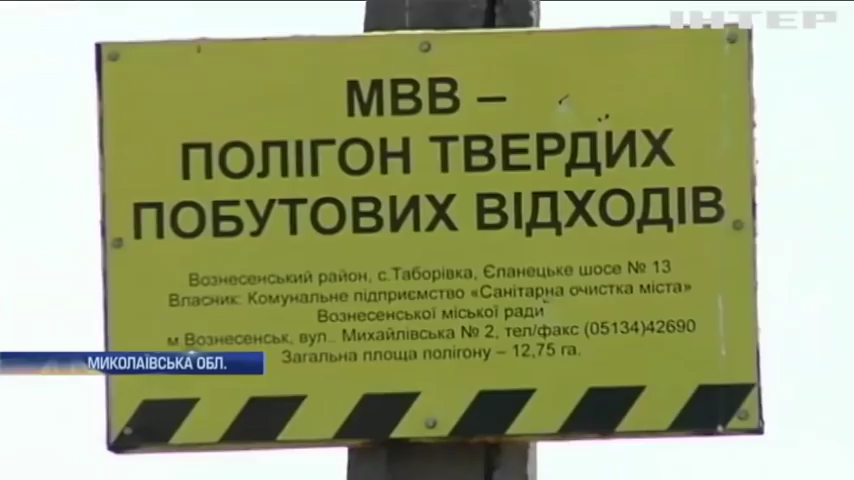 ІНТЕР
МВВ –
ПОЛІГОН ТВЕРДИХ
ПОБУТОВИХ ВІДХОДІВ
Вознесенський район, с.Таборівка, Єланецьке шосе № 13
Власник: Комунальне підприємство «Санітарна очистка міста»
Вознесенської міської ради
м.Вознесенськ, вул.. Михайлівська № 2, тел/факс (05134)42690
Загальна площа полігону – 12,75 га.
МИКОЛАЇВСЬКА ОБЛ.